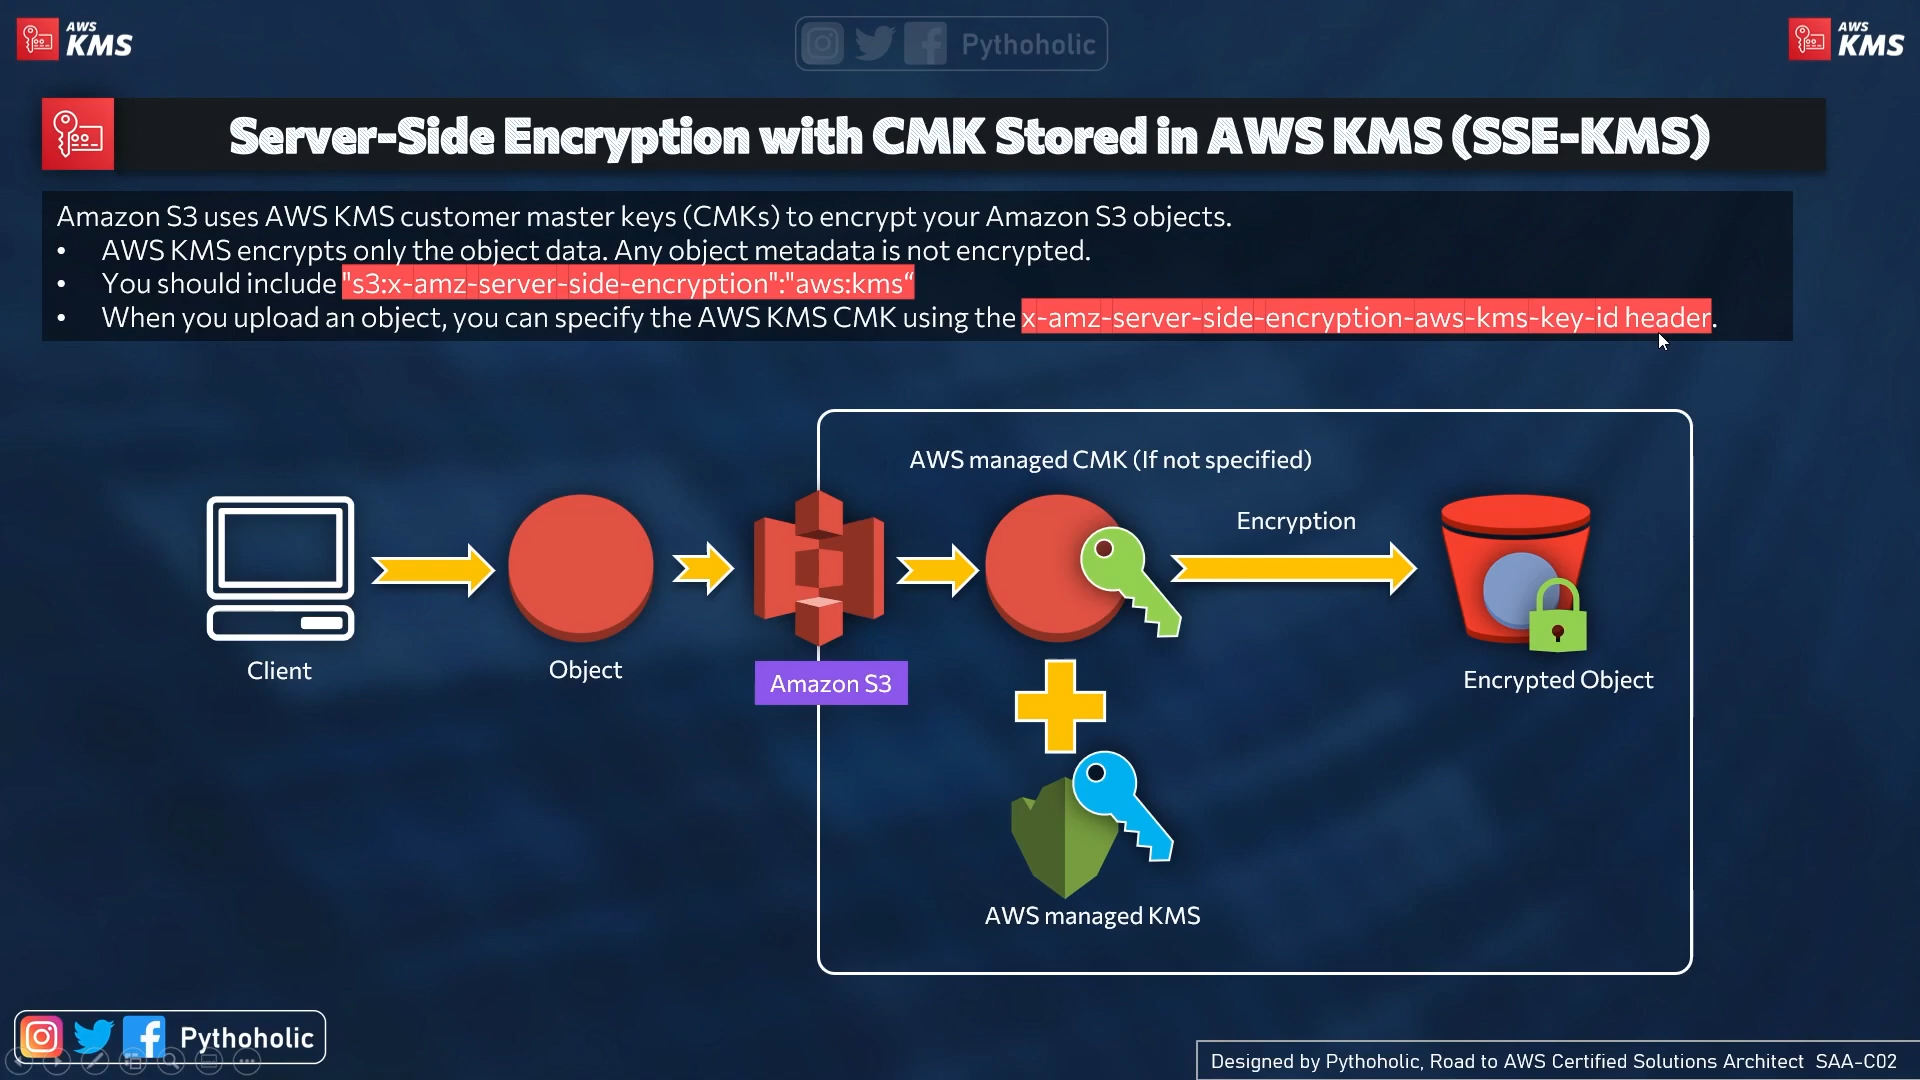 AWS
KMS
Pythoholic
AWS
KMS
Server-Side Encryption with CMK Stored in AWS KMS (SSE-KMS)
Amazon S3 uses AWS KMS customer master keys (CMKs) to encrypt your Amazon S3 objects.
• AWS KMS encrypts only the object data. Any object metadata is not encrypted.
• You should include "s3:x-amz-server-side-encryption":"aws:kms“
• When you upload an object, you can specify the AWS KMS CMK using the x-amz-server-side-encryption-aws-kms-key-id header.
AWS managed CMK (If not specified)
Encryption
Client
Object
Amazon S3
Encrypted Object
AWS managed KMS
Pythoholic
Designed by Pythoholic, Road to AWS Certified Solutions Architect SAA-C02